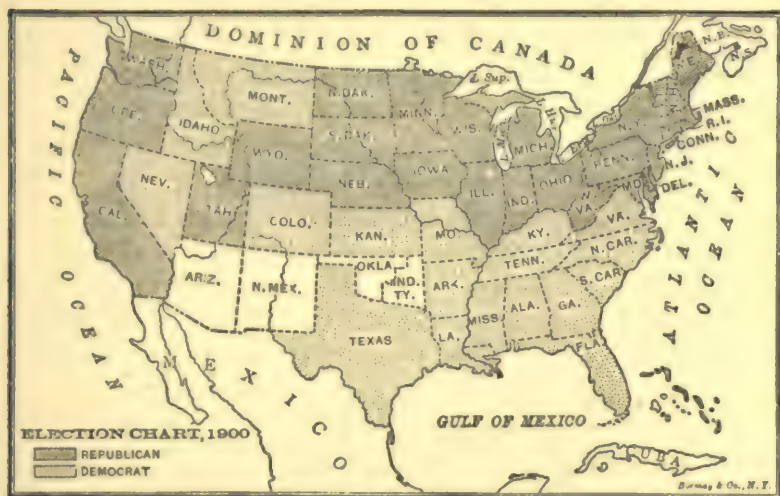 DOMINION OF CANADA
PACIFIC OCEAN
ATLANTIC OCEAN
WASH.
ORE.
CAL.
IDAHO
NEV.
MONT.
WYO.
UTAH
COLO.
ARIZ.
N. MEX.
N. DAK.
S. DAK.
NEB.
KAN.
OKLA.
IND. TY.
TEXAS
MINN.
IOWA
MO.
ARK.
LA.
WIS.
ILL.
MICH.
IND.
OHIO
KY.
TENN.
MISS.
ALA.
GA.
FLA.
S. CAR.
N. CAR.
VA.
VA.
MD.
PENN.
N.Y.
N.H.
N.B.
MASS.
R.I.
CONN.
N.J.
DEL.
L. Sup.
MEXICO
GULF OF MEXICO
CUBA
ELECTION CHART, 1900
REPUBLICAN
DEMOCRAT
& Co., N.Y.